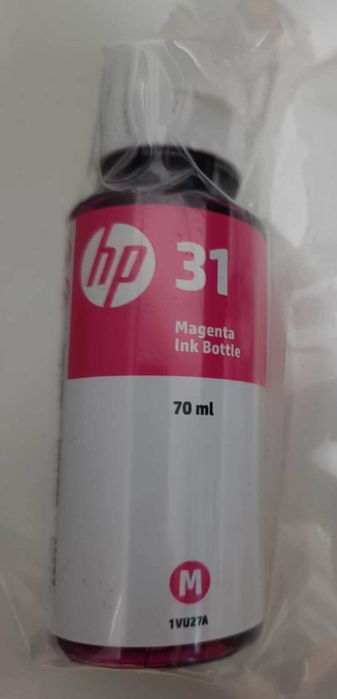 hp 31
Magenta
Ink Bottle
70 ml
M
1VU27A